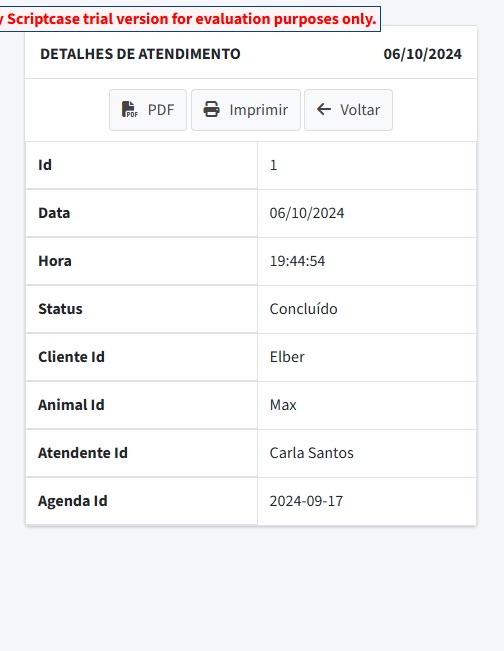 Scriptcase trial version for evaluation purposes only.
DETALHES DE ATENDIMENTO 06/10/2024
PDF Imprimir Voltar
Id 1
Data 06/10/2024
Hora 19:44:54
Status Concluído
Cliente Id Elber
Animal Id Max
Atendente Id Carla Santos
Agenda Id 2024-09-17